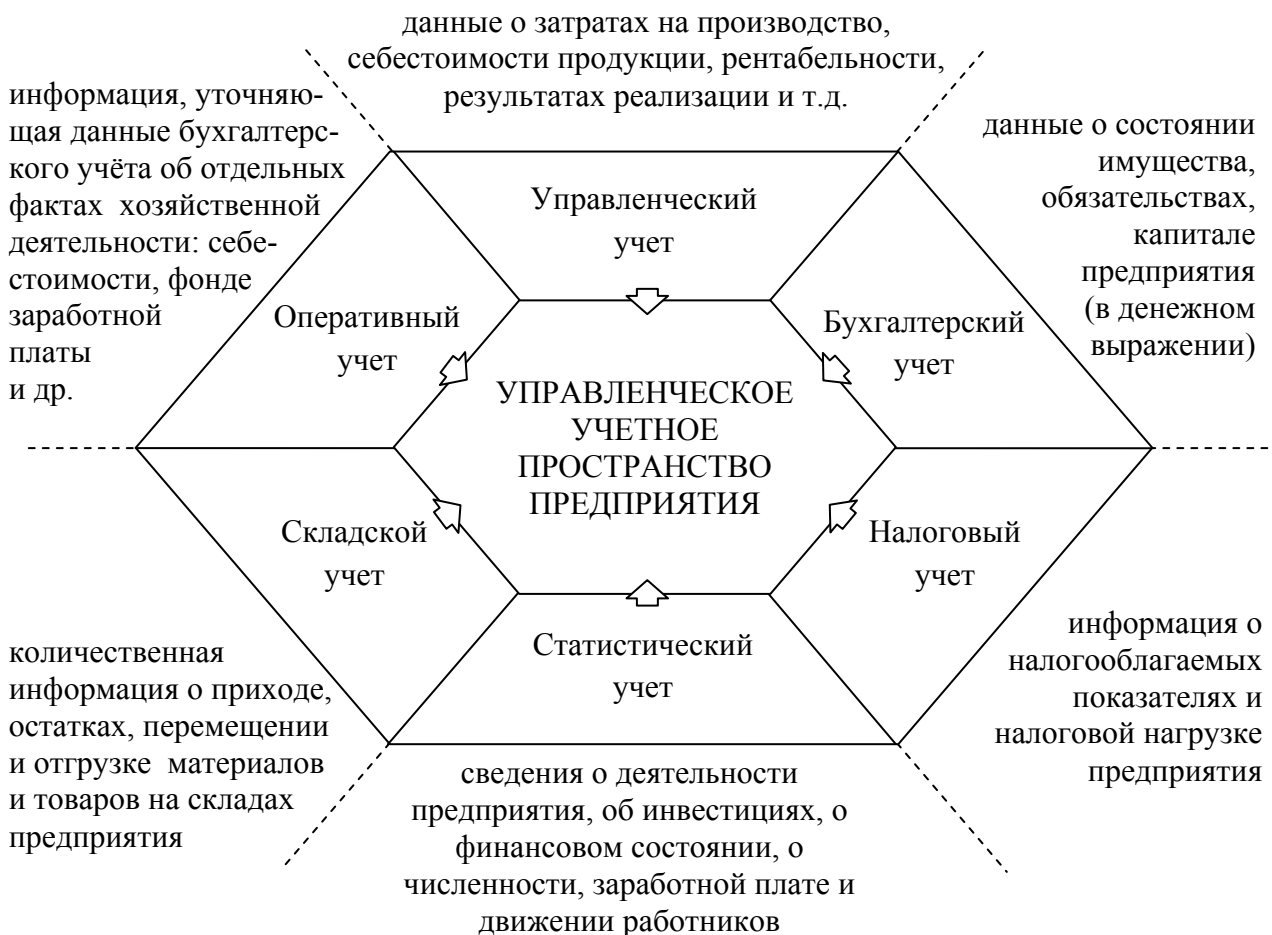 данные о затратах на производство,
себестоимости продукции, рентабельности,
результатах реализации и т.д.
информация, уточняю-
щая данные бухгалтерс-
кого учёта об отдельных
фактах хозяйственной
деятельности: себе-
стоимости, фонде
заработной
платы
и др.
данные о состоянии
имущества,
обязательствах,
капитале
предприятия
(в денежном
выражении)
Управленческий
учет
Оперативный
учет
Бухгалтерский
учет
УПРАВЛЕНЧЕСКОЕ
УЧЕТНОЕ
ПРОСТРАНСТВО
ПРЕДПРИЯТИЯ
Складской
учет
Налоговый
учет
Статистический
учет
количественная
информация о приходе,
остатках, перемещении
и отгрузке материалов
и товаров на складах
предприятия
информация о
налогооблагаемых
показателях и
налоговой нагрузке
предприятия
сведения о деятельности
предприятия, об инвестициях, о
финансовом состоянии, о
численности, заработной плате и
движении работников